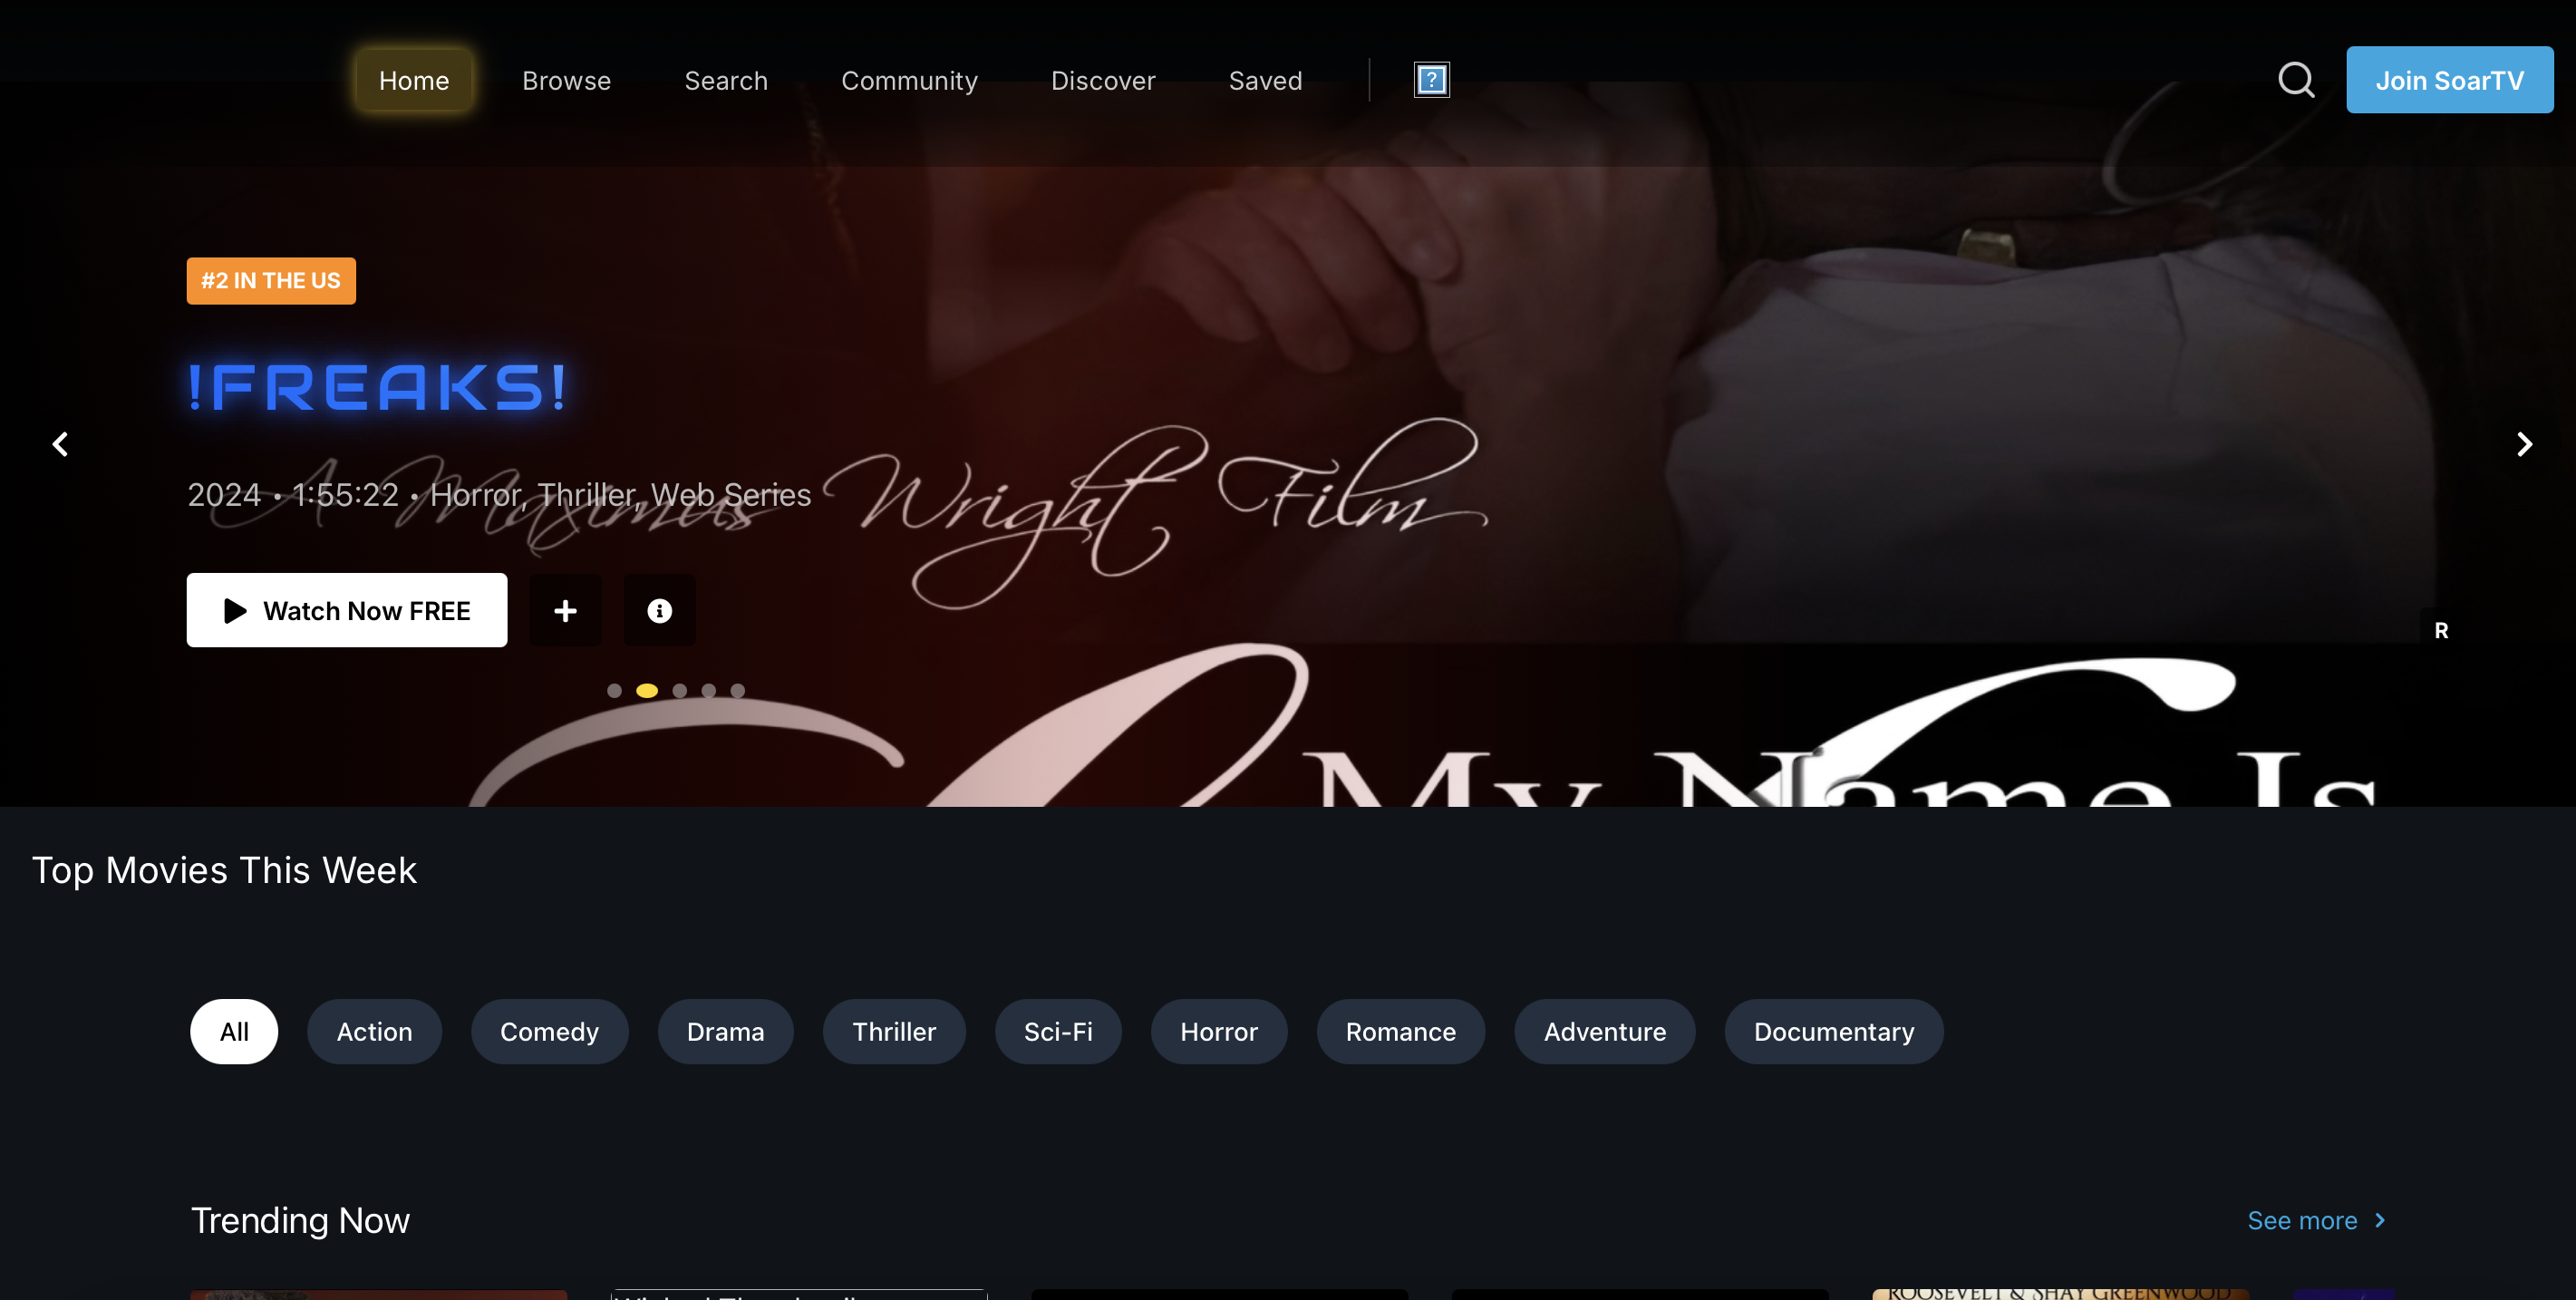 Home Browse Search Community Discover Saved Join SoarTV
#2 IN THE US
!FREAKS!
2024 • 1:55:22 • Horror, Thriller, Web Series
A Maximus Wright Film
Watch Now FREE
R
My Name Is
Top Movies This Week
All Action Comedy Drama Thriller Sci-Fi Horror Romance Adventure Documentary
Trending Now See more
ROOSEVELT & SHAY GREENWOOD